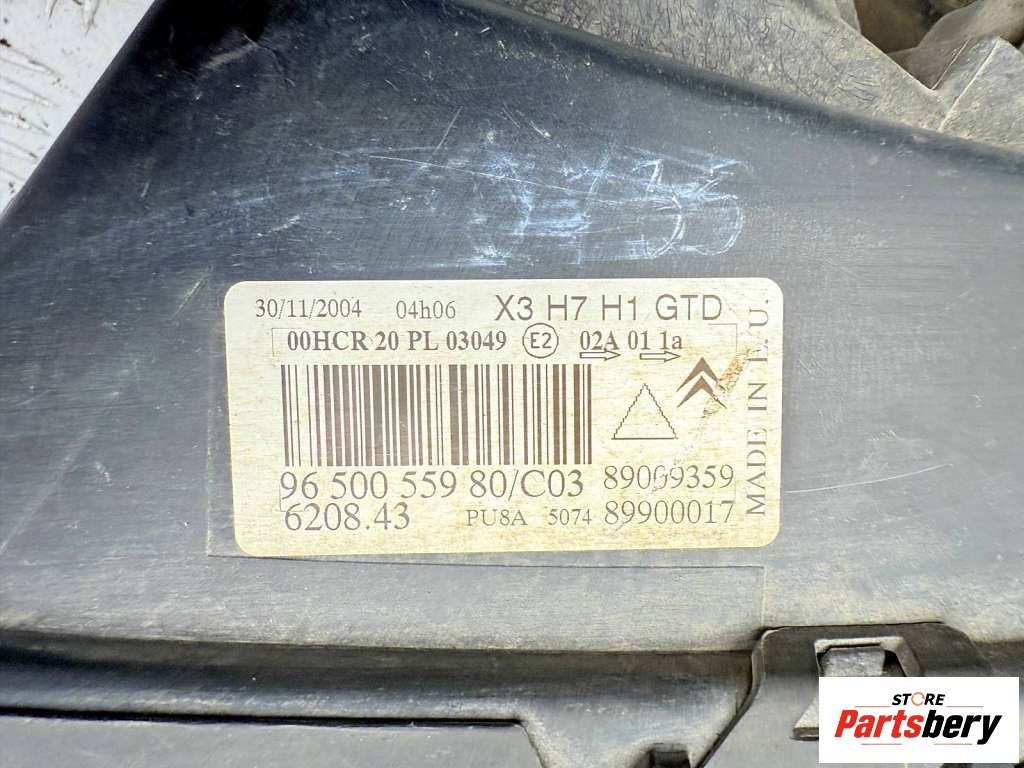 30/11/2004 04h06 X3 H7 H1 GTD
00HCR 20 PL 03049 E2 02A 01 1a
96 500 559 80/C03 89009359
6208.43 PU8A 5074 89900017
MADE IN E.U.
STORE
Partsbery